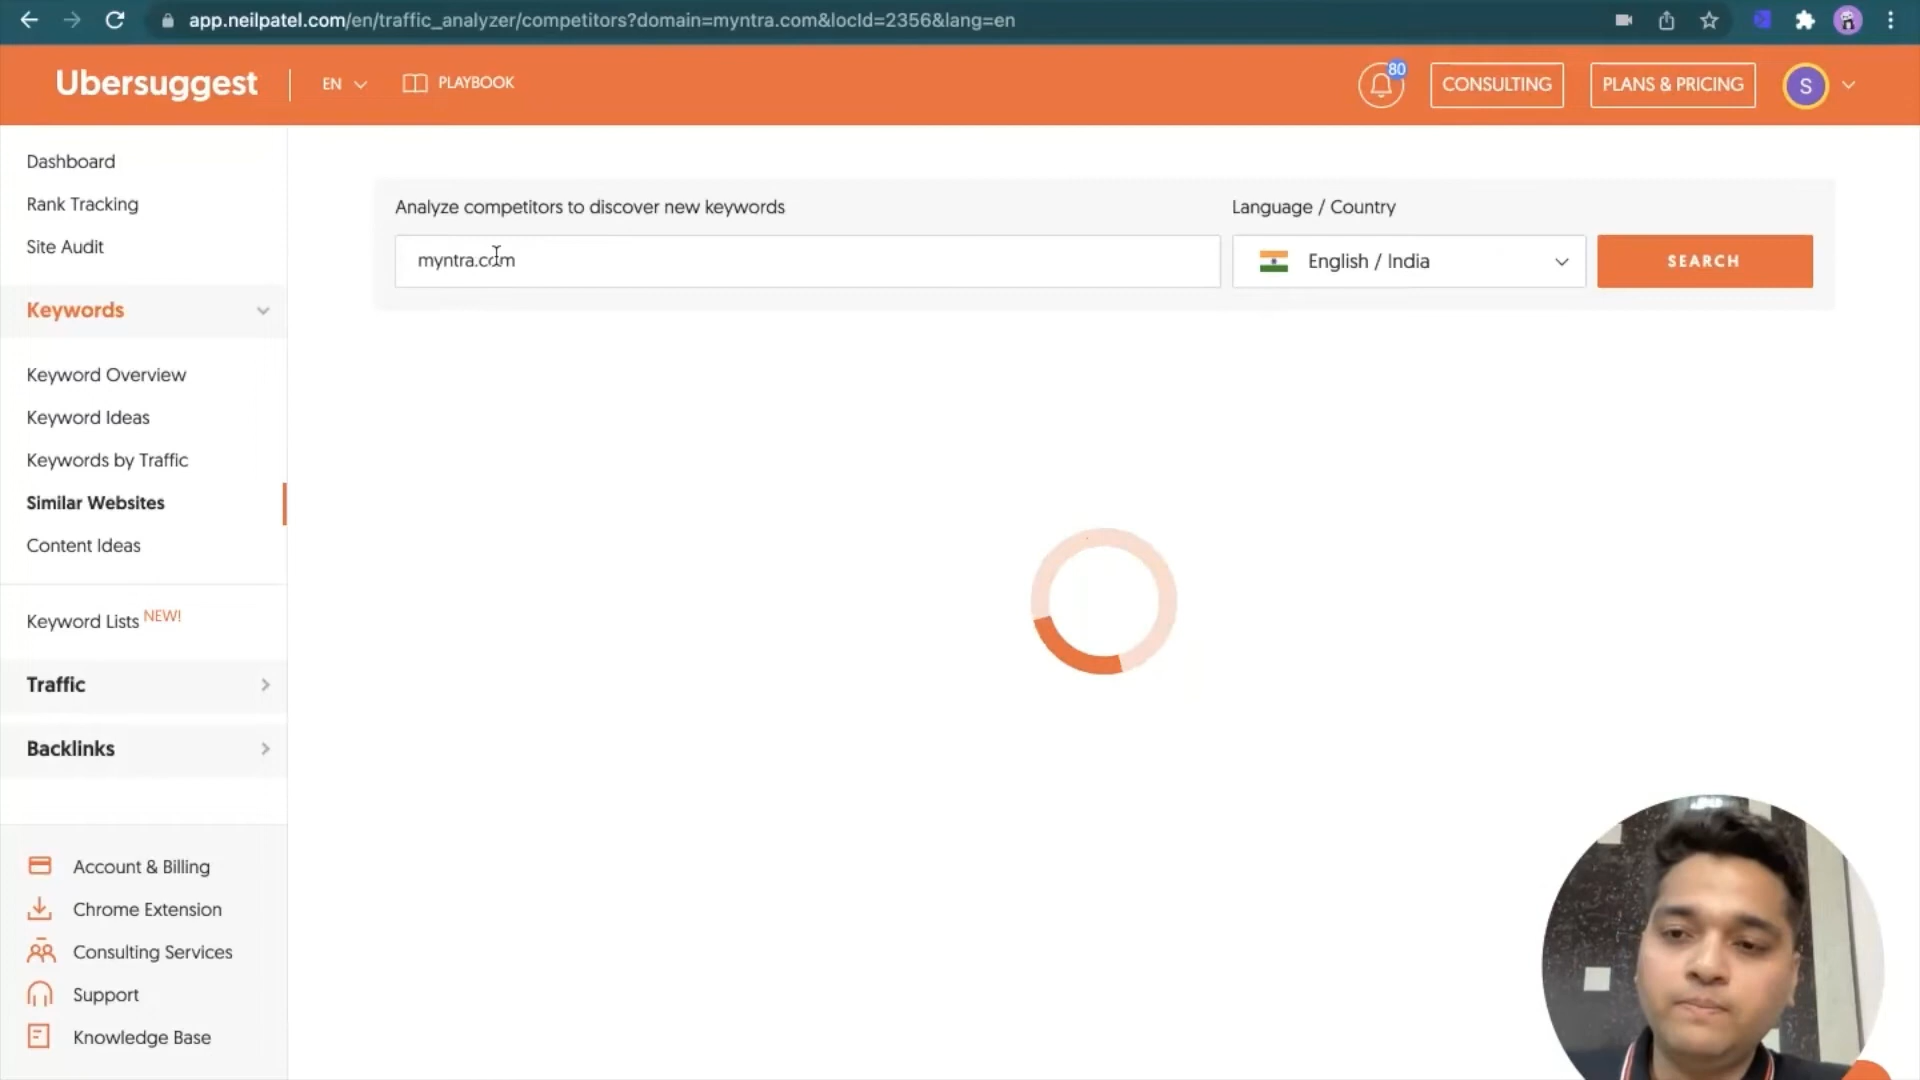 app.neilpatel.com/en/traffic_analyzer/competitors?domain=myntra.com&locId=2356&lang=en
Ubersuggest
EN
PLAYBOOK
80
CONSULTING
PLANS & PRICING
S
Dashboard
Rank Tracking
Site Audit
Keywords
Keyword Overview
Keyword Ideas
Keywords by Traffic
Similar Websites
Content Ideas
Keyword Lists NEW!
Traffic
Backlinks
Account & Billing
Chrome Extension
Consulting Services
Support
Knowledge Base
Analyze competitors to discover new keywords
Language / Country
myntra.com
English / India
SEARCH